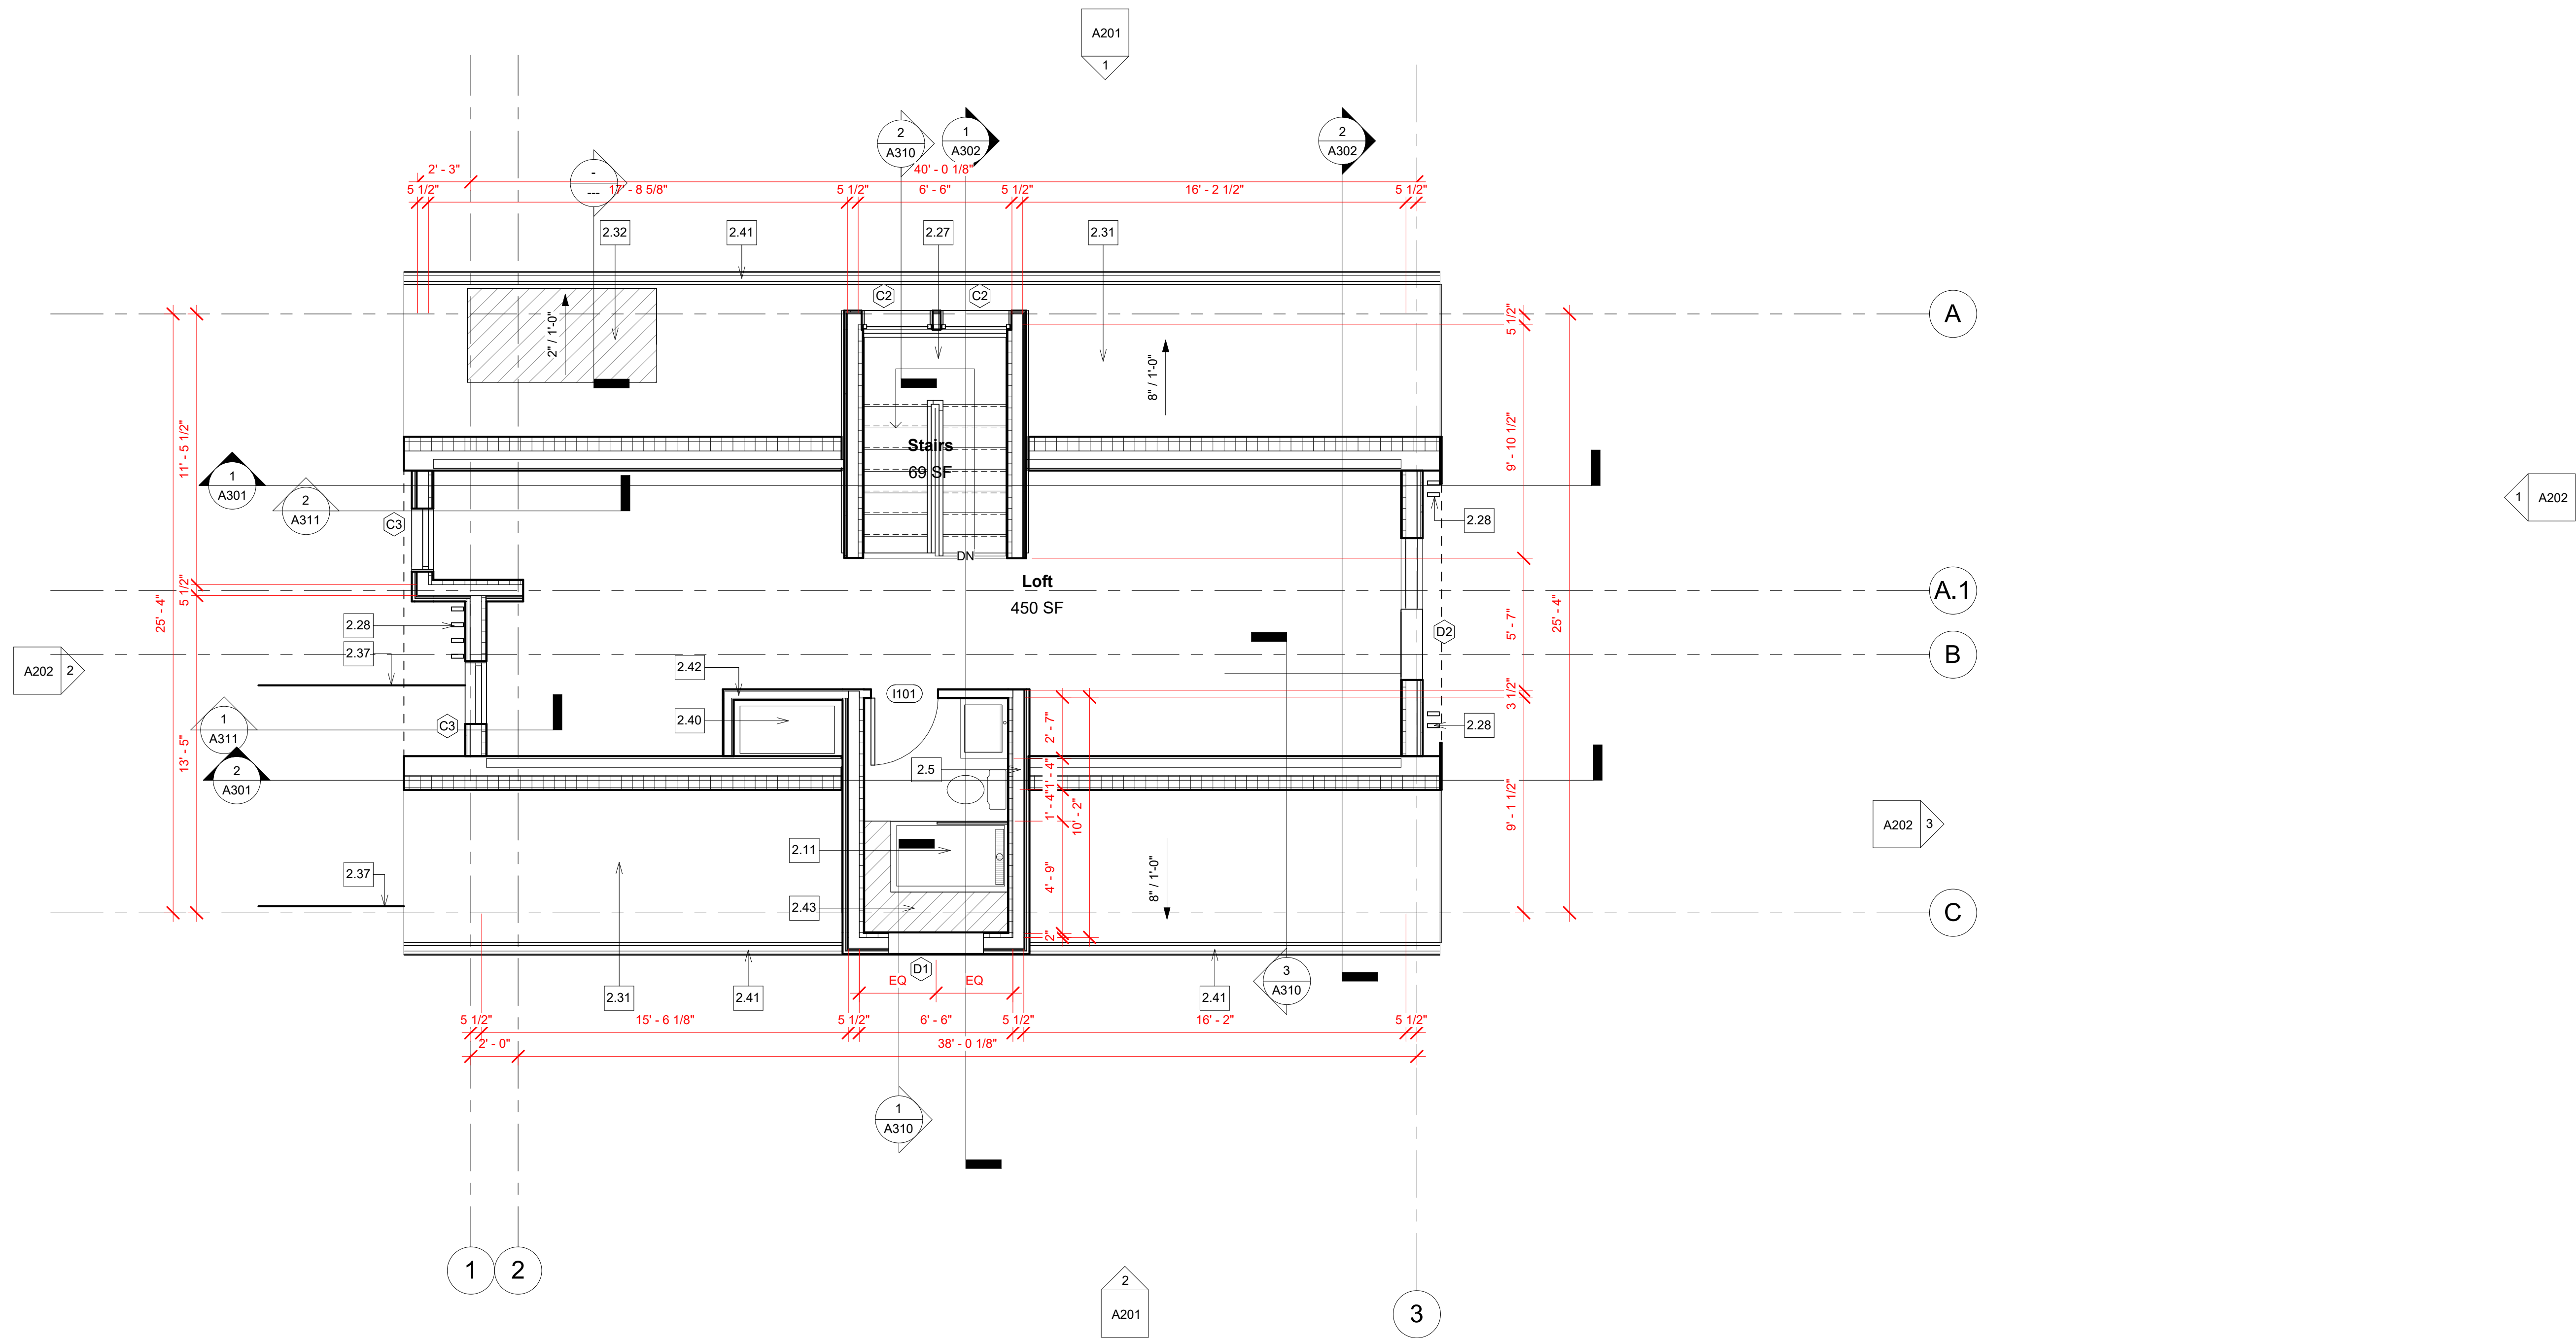 A201
1
2
A310
1
A302
2
A302
-
---
2' - 3"
40' - 0 1/8"
5 1/2"
17' - 8 5/8"
5 1/2"
6' - 6"
5 1/2"
16' - 2 1/2"
5 1/2"
2.32
2.41
2.27
2.31
C2
C2
A
2" / 1'-0"
8" / 1'-0"
5 1/2"
11' - 5 1/2"
9' - 10 1/2"
Stairs
69 SF
1
A301
2
A311
C3
2.28
1
A202
DN
Loft
450 SF
A.1
5 1/2"
25' - 4"
5' - 7"
25' - 4"
2.28
2.37
D2
B
A202
2
2.42
I101
3 1/2"
2.40
2.28
1
A311
C3
13' - 5"
2' - 7"
2
A301
2.5
1' - 4"
1' - 4"
10' - 2"
9' - 1 1/2"
A202
3
2.11
4' - 9"
8" / 1'-0"
2.37
2.43
C
2"
D1
EQ
EQ
3
A310
2.31
2.41
2.41
5 1/2"
15' - 6 1/8"
5 1/2"
6' - 6"
5 1/2"
16' - 2"
5 1/2"
2' - 0"
38' - 0 1/8"
1
A310
1
2
3
2
A201